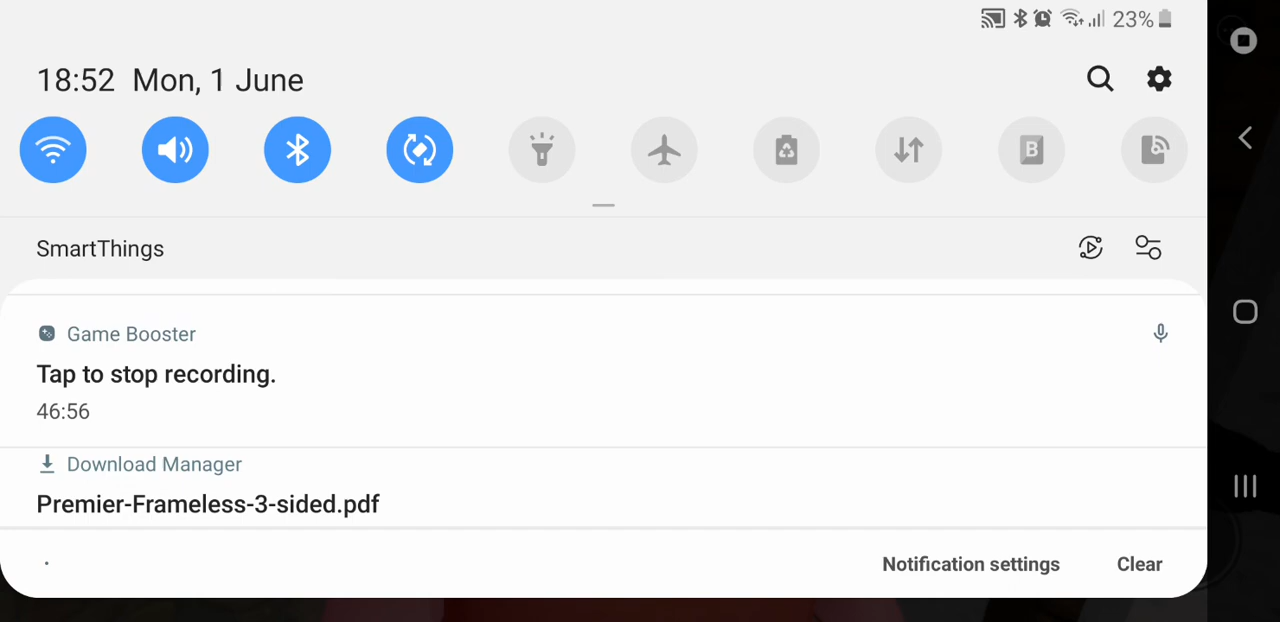 23%
18:52 Mon, 1 June
B
SmartThings
Game Booster
Tap to stop recording.
46:56
Download Manager
Premier-Frameless-3-sided.pdf
Notification settings Clear